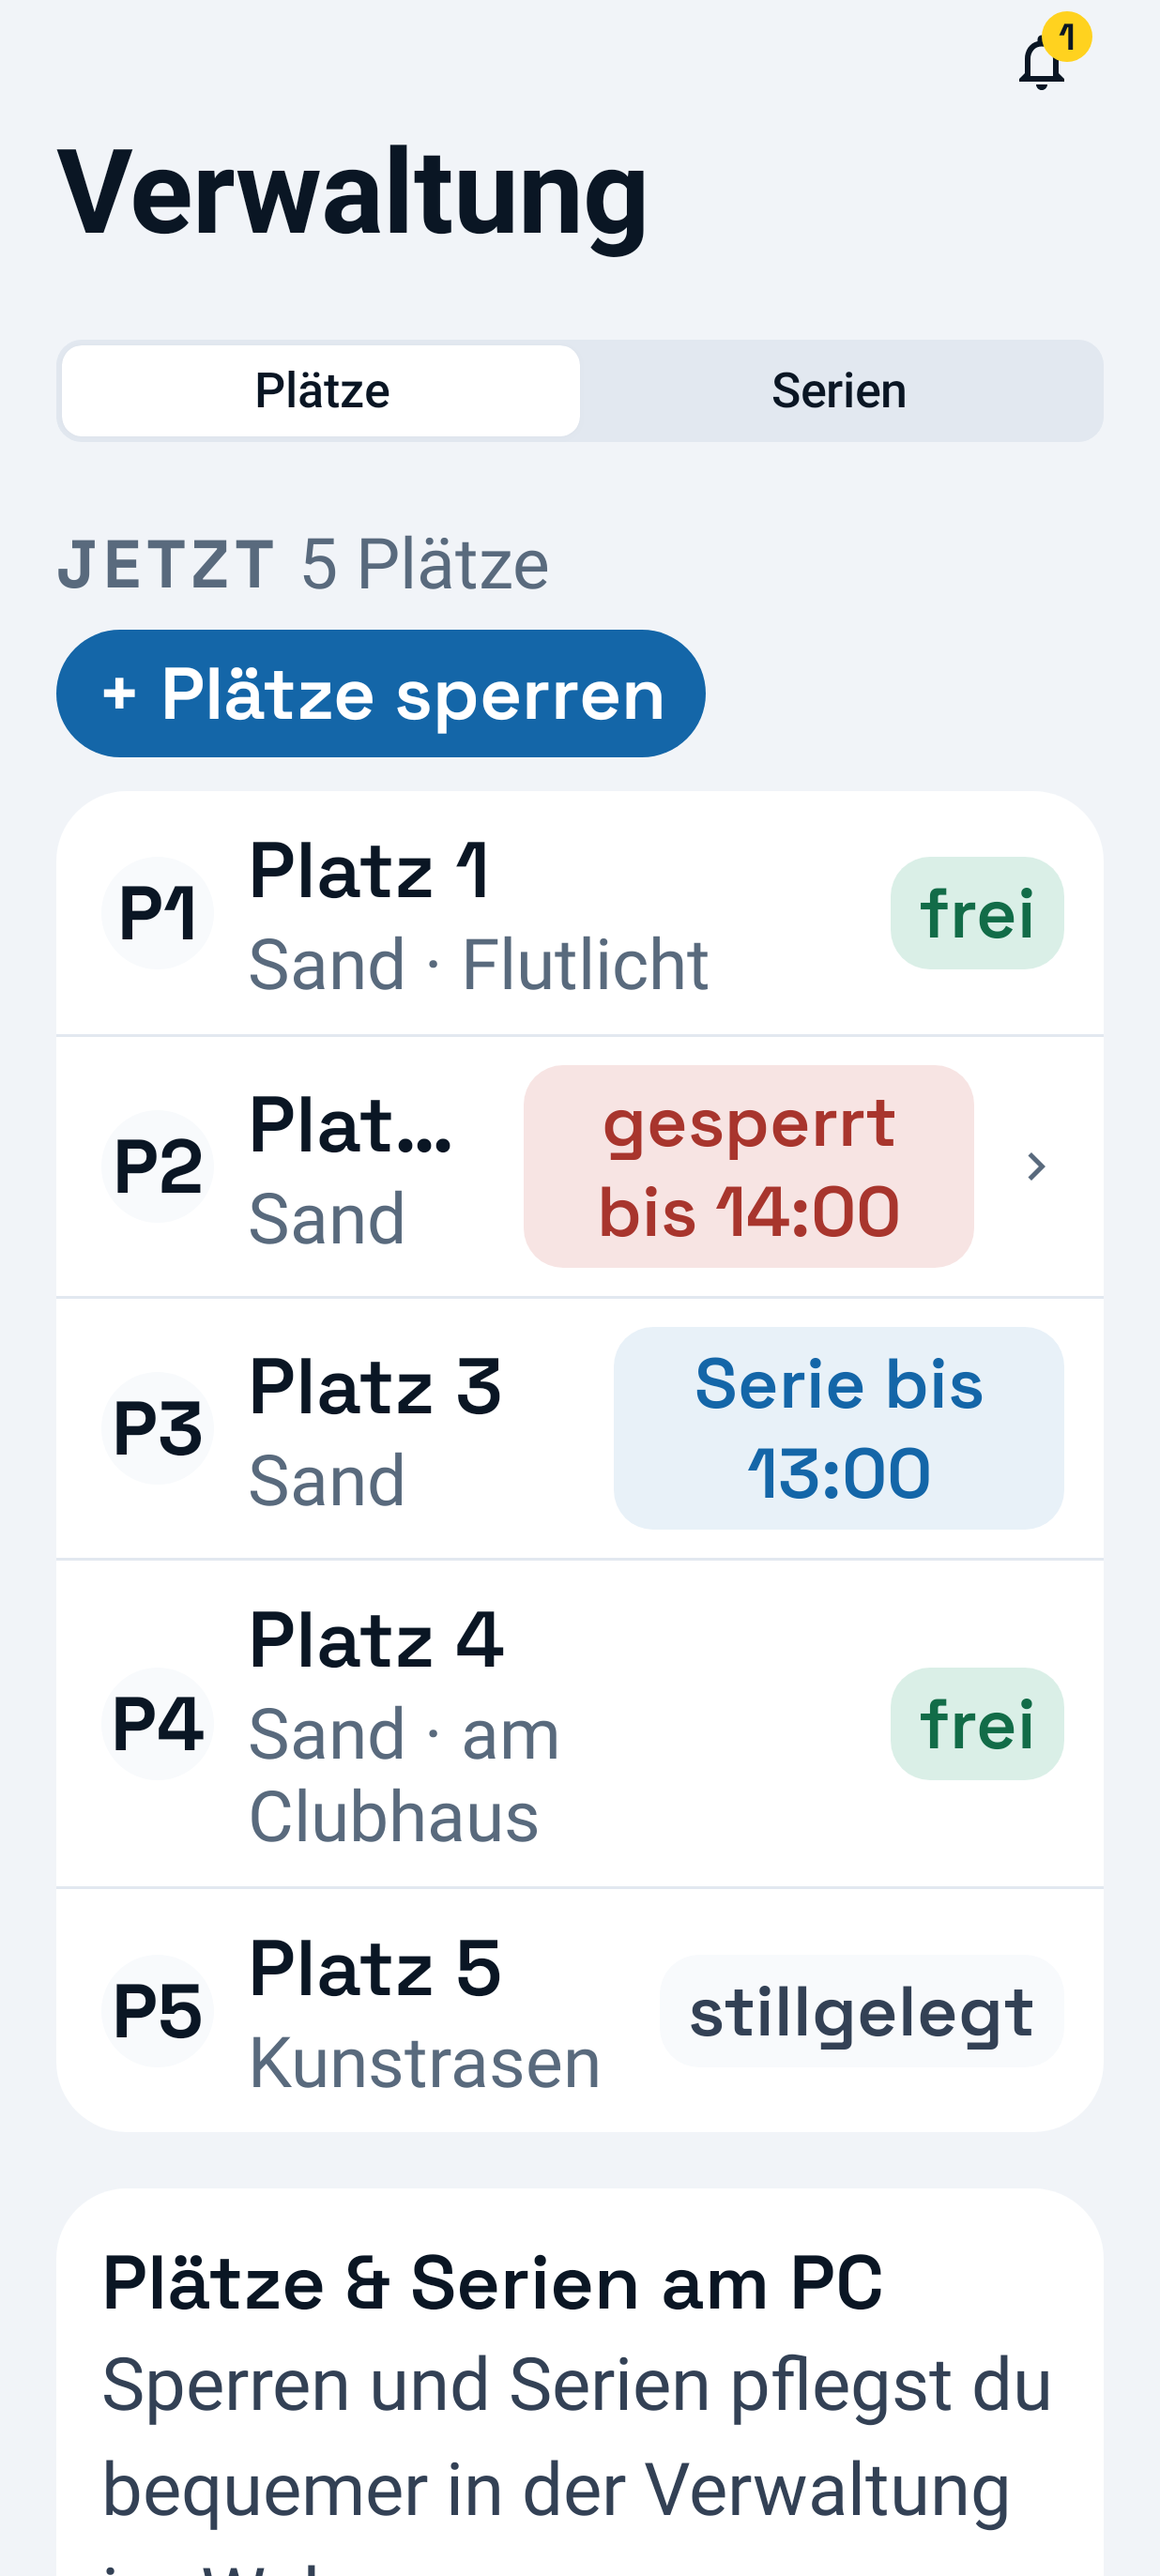 1
Verwaltung
Plätze
Serien
JETZT 5 Plätze
+ Plätze sperren
P1
Platz 1
Sand · Flutlicht
frei
P2
Plat...
Sand
gesperrt
bis 14:00
P3
Platz 3
Sand
Serie bis
13:00
P4
Platz 4
Sand · am
Clubhaus
frei
P5
Platz 5
Kunstrasen
stillgelegt
Plätze & Serien am PC
Sperren und Serien pflegst du
bequemer in der Verwaltung